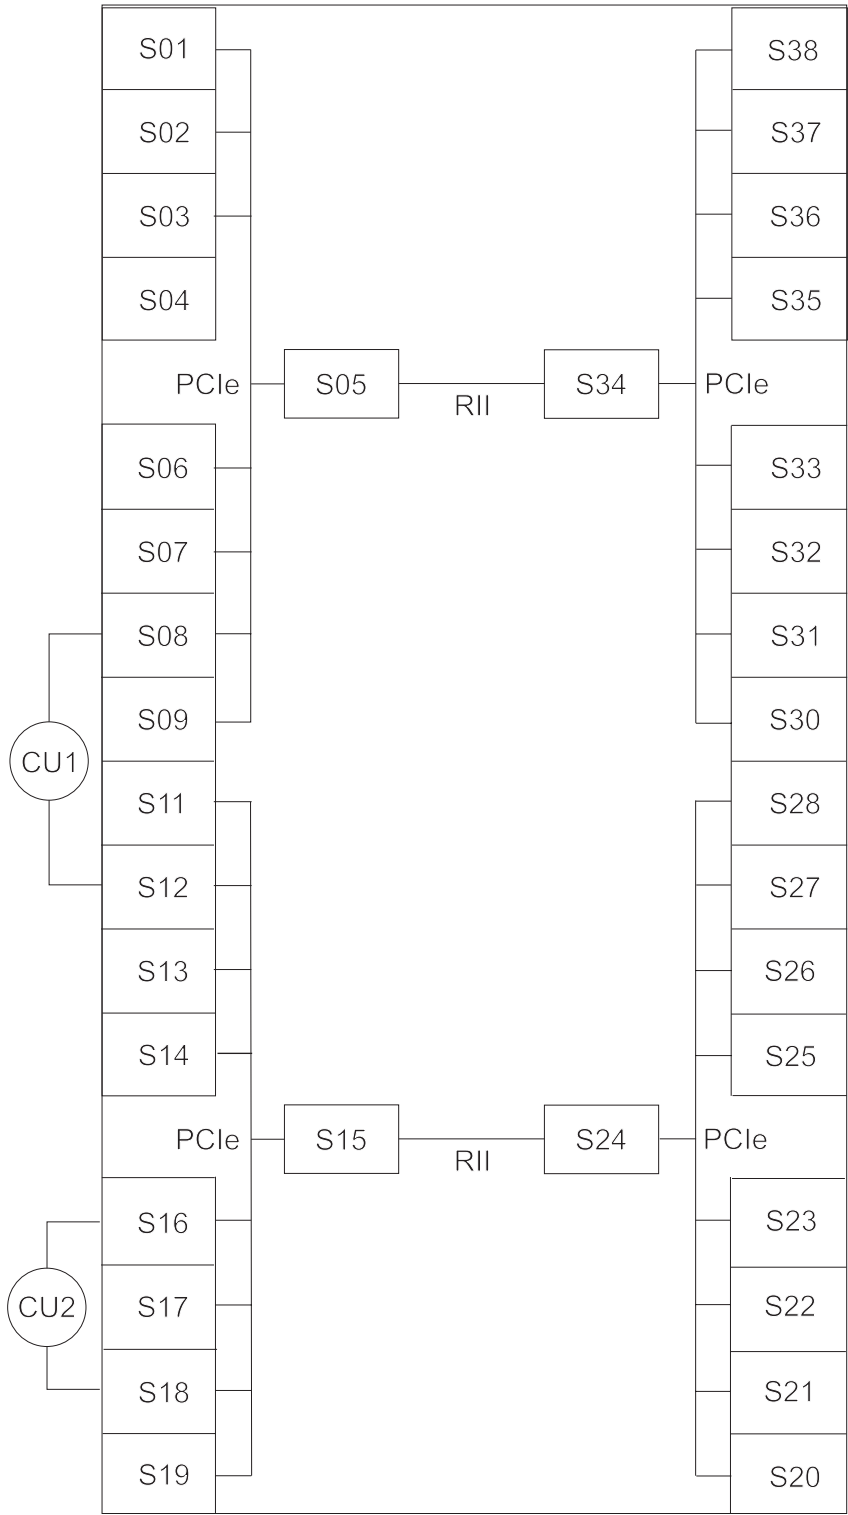 S01
S38
S02
S37
S03
S36
S04
S35
PCIe
S05
RII
S34
PCIe
S06
S33
S07
S32
S08
S31
S09
S30
CU1
S11
S28
S12
S27
S13
S26
S14
S25
PCIe
S15
RII
S24
PCIe
S16
S23
CU2
S17
S22
S18
S21
S19
S20